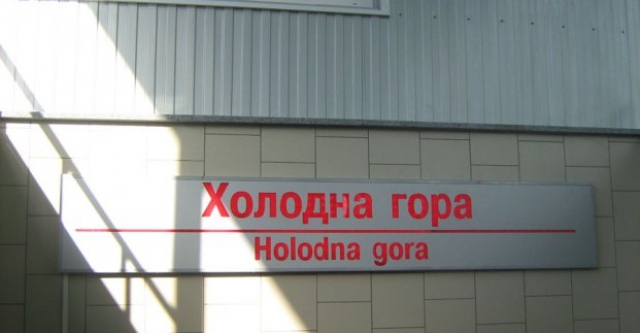 Холодна гора
Holodna gora